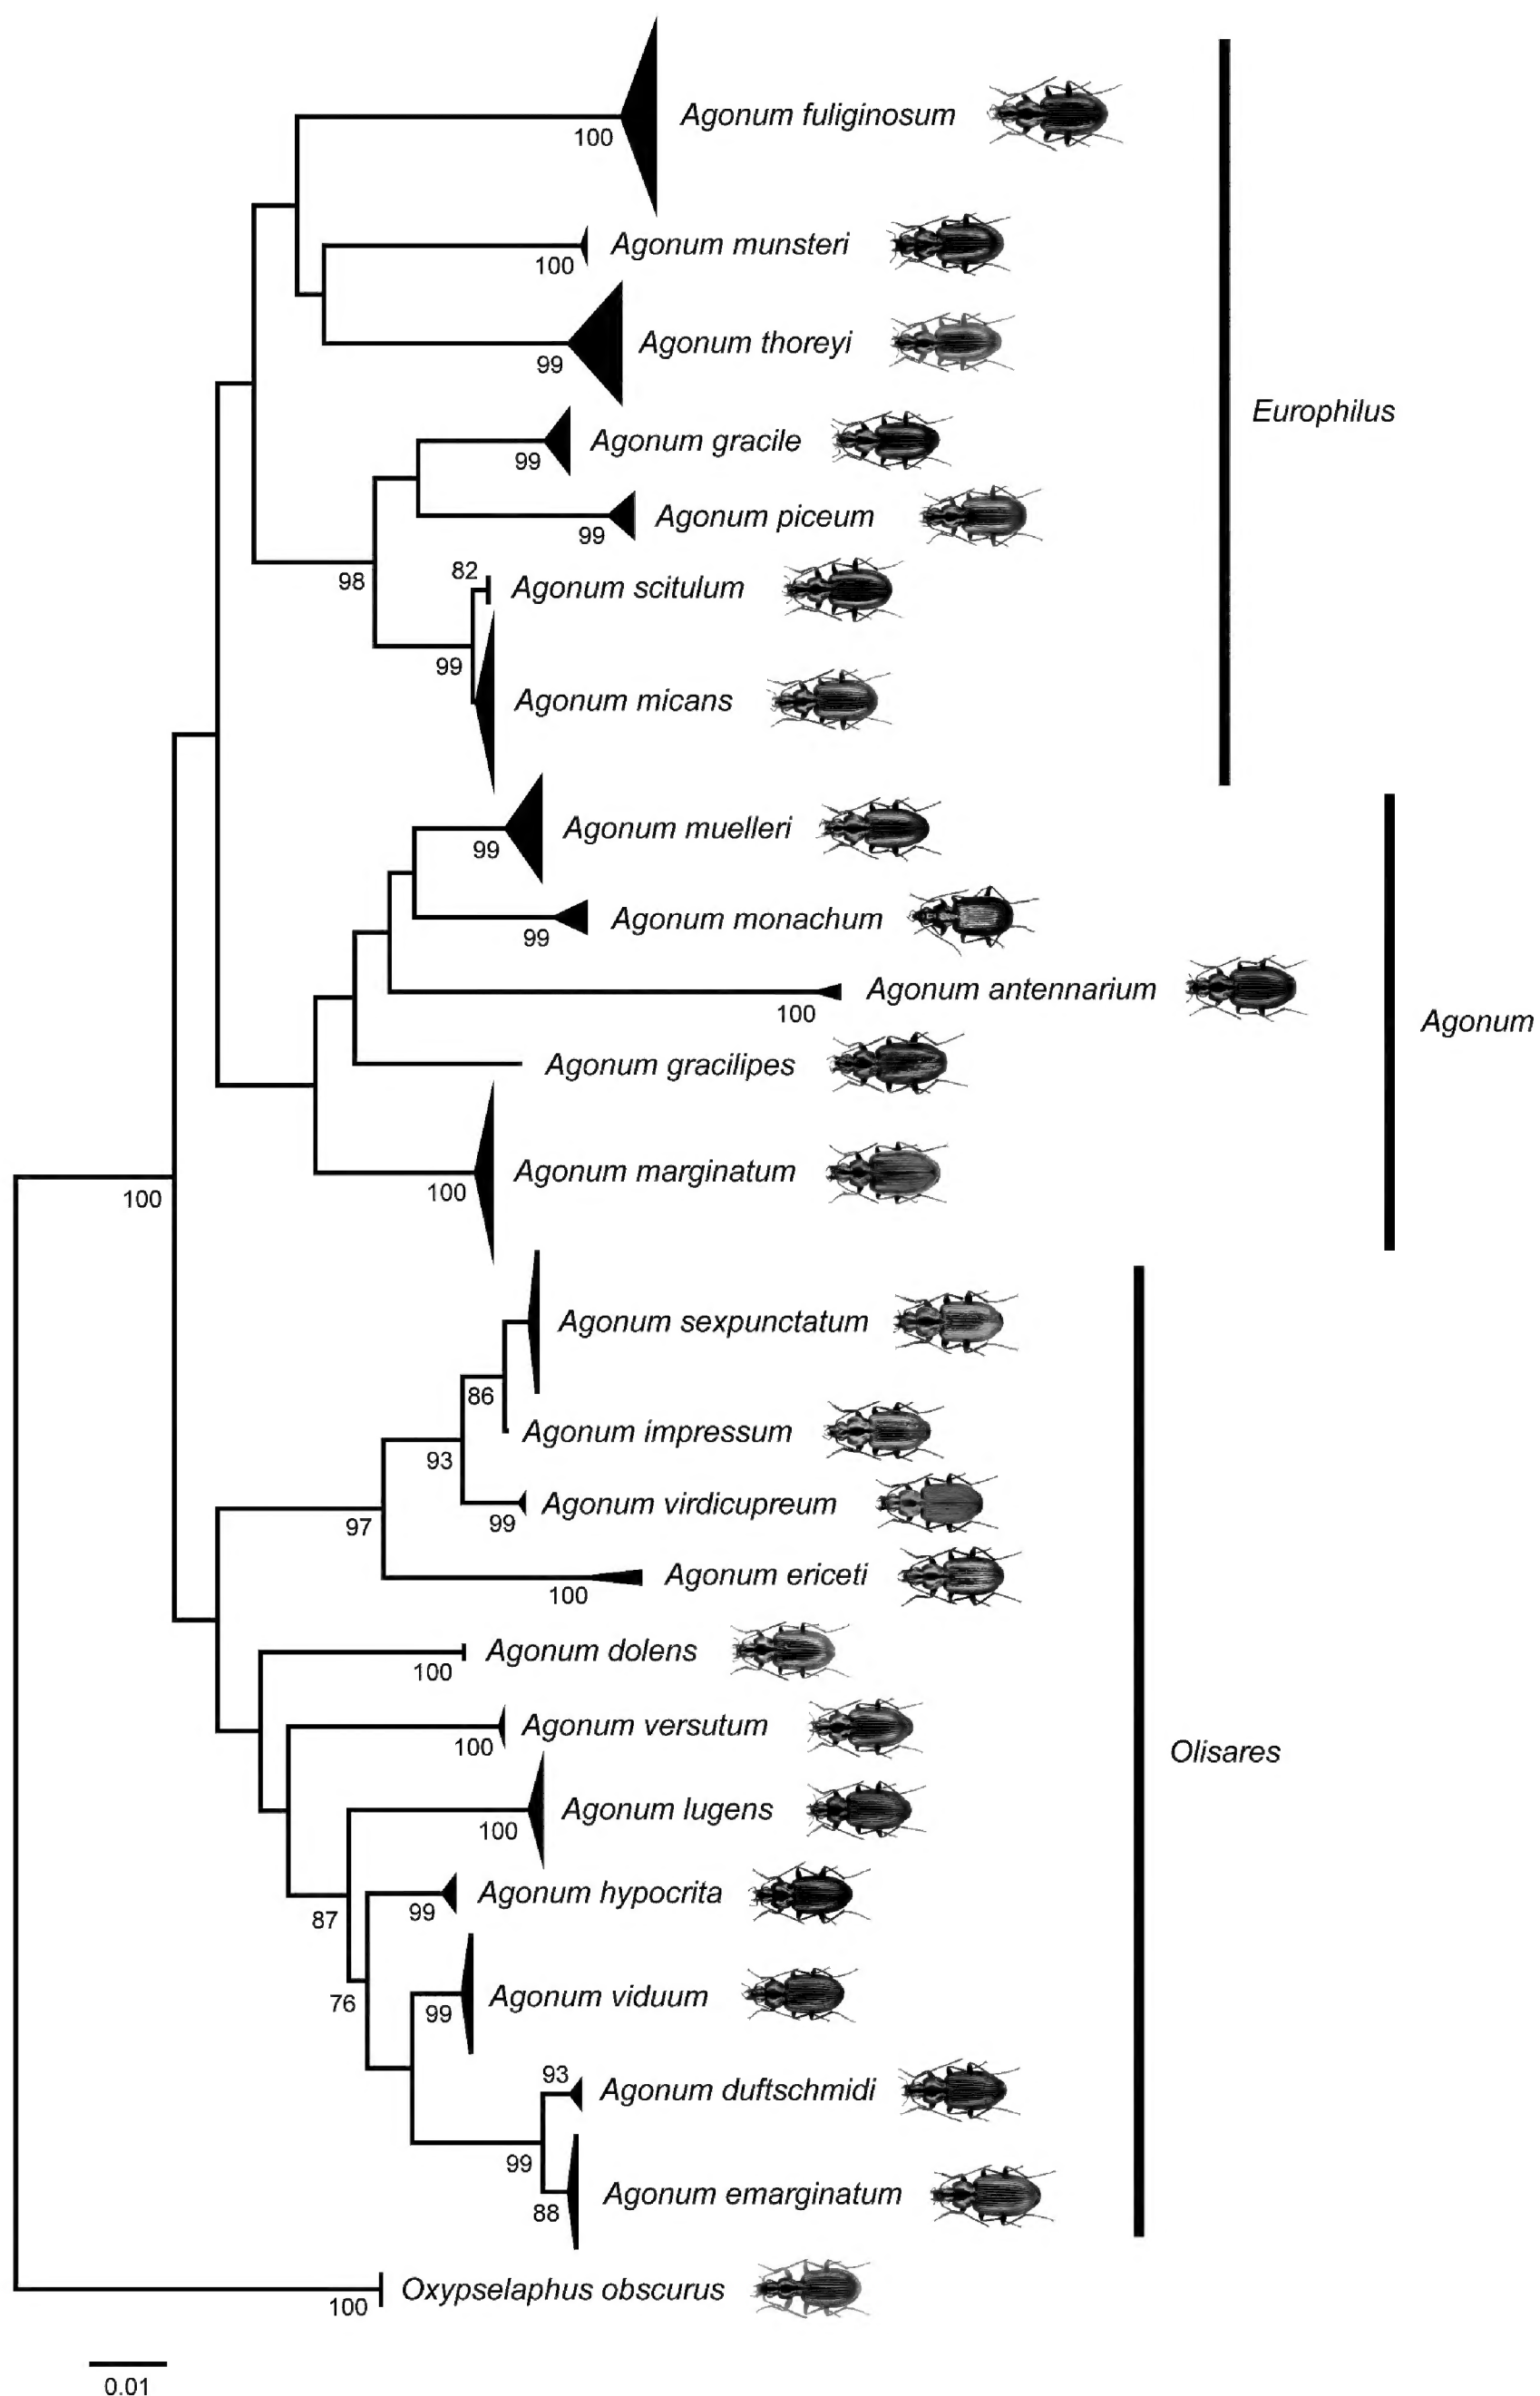 Agonum fuliginosum
100
Agonum munsteri
100
Agonum thoreyi
99
Europhilus
Agonum gracile
99
Agonum piceum
99
82
Agonum scitulum
98
99
Agonum micans
Agonum muelleri
99
Agonum monachum
99
Agonum antennarium
100
Agonum
Agonum gracilipes
Agonum marginatum
100
100
Agonum sexpunctatum
86
Agonum impressum
93
Agonum virdicupreum
99
97
Agonum ericeti
100
Agonum dolens
100
Agonum versutum
100
Olisares
Agonum lugens
100
Agonum hypocrita
99
87
Agonum viduum
76
99
93
Agonum duftschmidi
99
Agonum emarginatum
88
Oxypselaphus obscurus
100
0.01